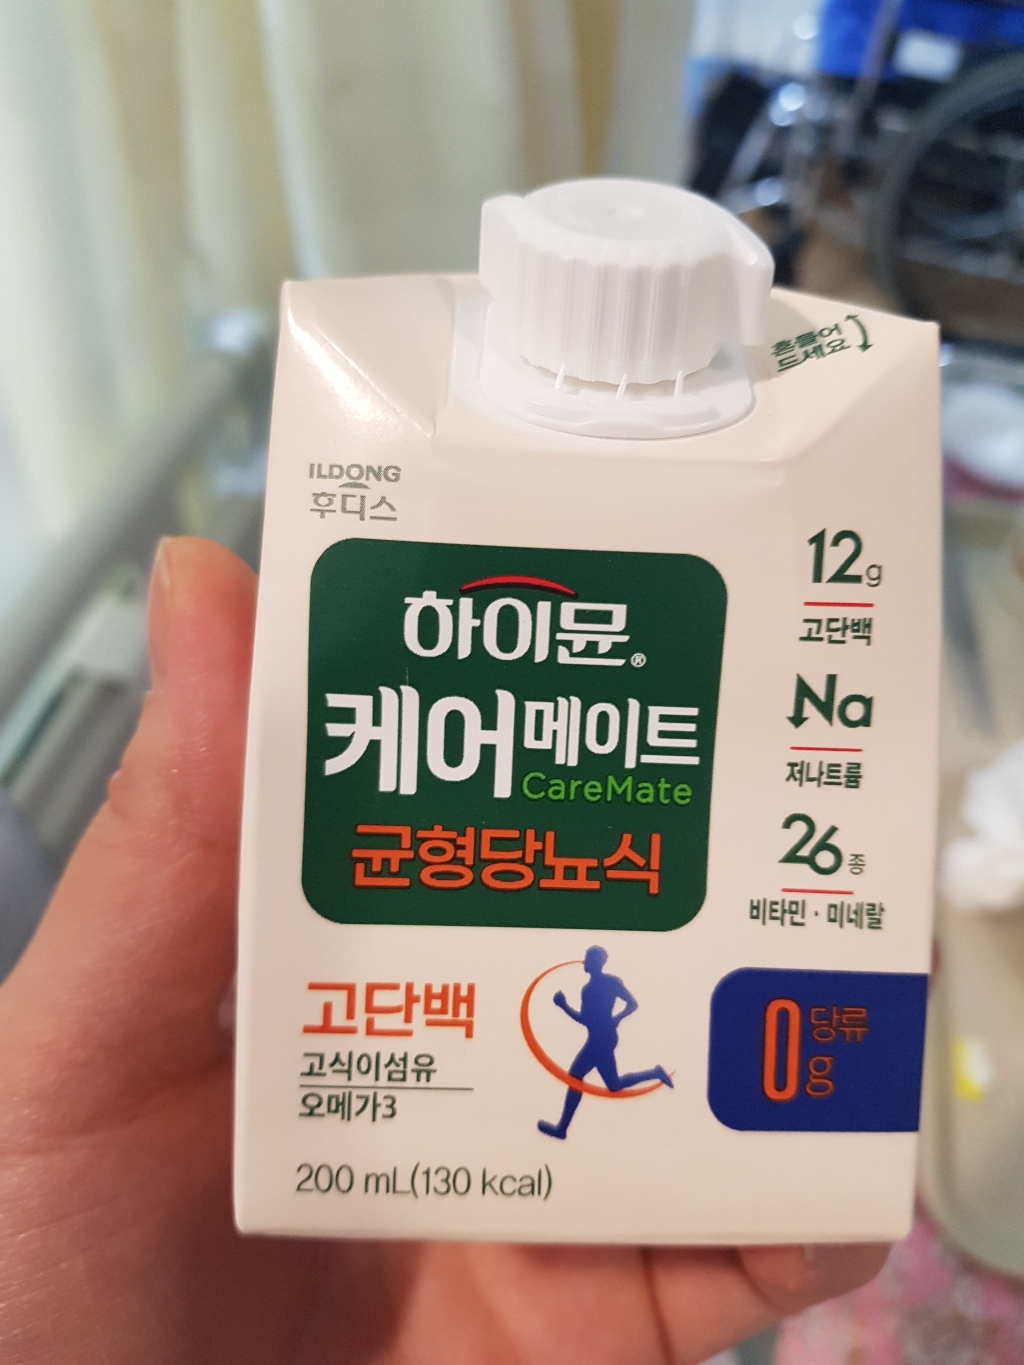 흔들어
드세요
ILDONG
후디스
하이뮨®
케어메이트
CareMate
균형당뇨식
12g
고단백
Na
저나트륨
26종
비타민 · 미네랄
고단백
고식이섬유
오메가3
0g 당류
200 mL(130 kcal)